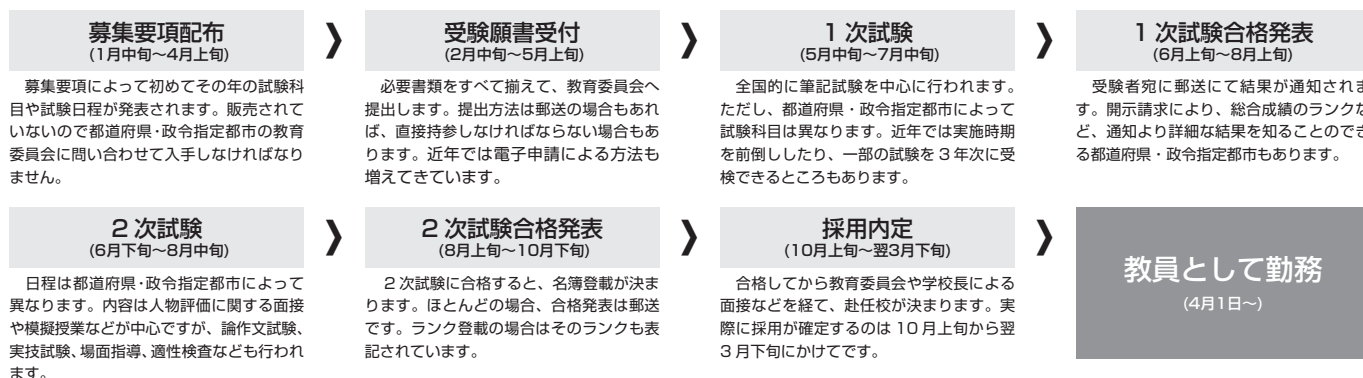 募集要項配布
(1月中旬〜4月上旬)
募集要項によって初めてその年の試験科
目や試験日程が発表されます。販売されて
いないので都道府県・政令指定都市の教育
委員会に問い合わせて入手しなければなり
ません。
❯
受験願書受付
(2月中旬〜5月上旬)
必要書類をすべて揃えて、教育委員会へ
提出します。提出方法は郵送の場合もあれ
ば、直接持参しなければならない場合もあ
ります。近年では電子申請による方法も
増えてきています。
❯
1 次試験
(5月中旬〜7月中旬)
全国的に筆記試験を中心に行われます。
ただし、都道府県・政令指定都市によって
試験科目は異なります。近年では実施時期
を前倒ししたり、一部の試験を 3 年次に受
検できるところもあります。
❯
1 次試験合格発表
(6月上旬〜8月上旬)
受験者宛に郵送にて結果が通知されま
す。開示請求により、総合成績のランクな
ど、通知より詳細な結果を知ることのでき
る都道府県・政令指定都市もあります。
2 次試験
(6月下旬〜8月中旬)
日程は都道府県・政令指定都市によって
異なります。内容は人物評価に関する面接
や模擬授業などが中心ですが、論作文試験、
実技試験、場面指導、適性検査なども行われ
ます。
❯
2 次試験合格発表
(8月上旬〜10月下旬)
2 次試験に合格すると、名簿登載が決ま
ります。ほとんどの場合、合格発表は郵送
です。ランク登載の場合はそのランクも表
記されています。
❯
採用内定
(10月上旬〜翌3月下旬)
合格してから教育委員会や学校長による
面接などを経て、赴任校が決まります。実
際に採用が確定するのは 10 月上旬から翌
3 月下旬にかけてです。
❯
教員として勤務
(4月1日〜)